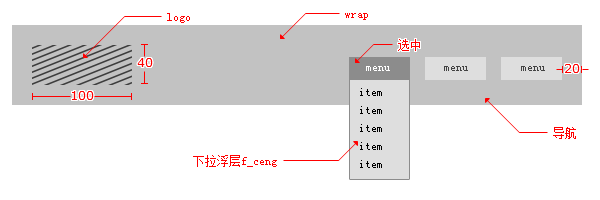 logo
wrap
选中
40
menu
menu
menu
20
100
item
item
item
item
item
导航
下拉浮层f_ceng